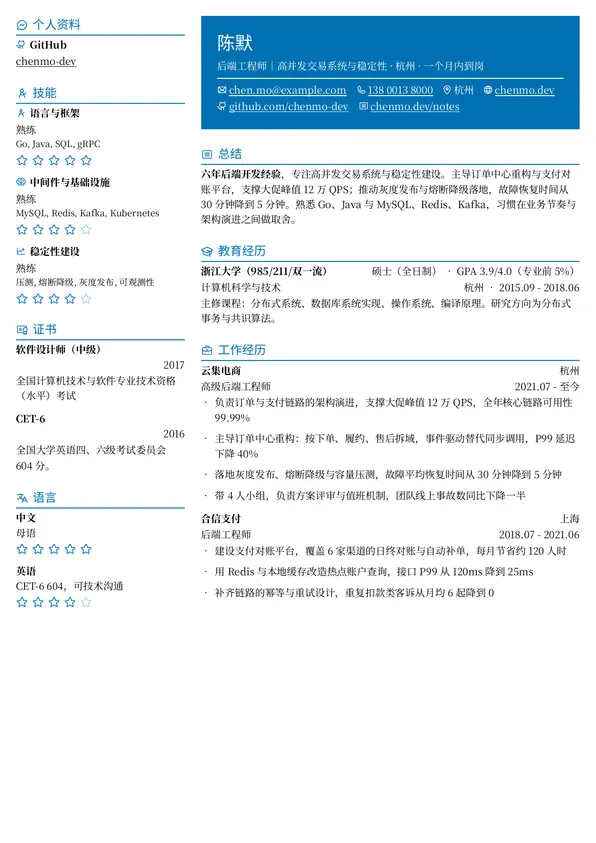 个人资料
GitHub
chenmo-dev
技能
语言与框架
熟练
Go, Java, SQL, gRPC
中间件与基础设施
熟练
MySQL, Redis, Kafka, Kubernetes
稳定性建设
熟练
压测, 熔断降级, 灰度发布, 可观测性
证书
软件设计师（中级）
2017
全国计算机技术与软件专业技术资格
（水平）考试
CET-6
2016
全国大学英语四、六级考试委员会
604 分。
语言
中文
母语
英语
CET-6 604，可技术沟通
陈默
后端工程师｜高并发交易系统与稳定性 · 杭州 · 一个月内到岗
chen.mo@example.com 138 0013 8000 杭州 chenmo.dev
github.com/chenmo-dev chenmo.dev/notes
总结
六年后端开发经验，专注高并发交易系统与稳定性建设。主导订单中心重构与支付对
账平台，支撑大促峰值 12 万 QPS；推动灰度发布与熔断降级落地，故障恢复时间从
30 分钟降到 5 分钟。熟悉 Go、Java 与 MySQL、Redis、Kafka，习惯在业务节奏与
架构演进之间做取舍。
教育经历
浙江大学（985/211/双一流） 硕士（全日制） · GPA 3.9/4.0（专业前 5%）
计算机科学与技术 杭州 · 2015.09 - 2018.06
主修课程：分布式系统、数据库系统实现、操作系统、编译原理。研究方向为分布式
事务与共识算法。
工作经历
云集电商 杭州
高级后端工程师 2021.07 - 至今
· 负责订单与支付链路的架构演进，支撑大促峰值 12 万 QPS，全年核心链路可用性
99.99%
· 主导订单中心重构：按下单、履约、售后拆域，事件驱动替代同步调用，P99 延迟
下降 40%
· 落地灰度发布、熔断降级与容量压测，故障平均恢复时间从 30 分钟降到 5 分钟
· 带 4 人小组，负责方案评审与值班机制，团队线上事故数同比下降一半
合信支付 上海
后端工程师 2018.07 - 2021.06
· 建设支付对账平台，覆盖 6 家渠道的日终对账与自动补单，每月节省约 120 人时
· 用 Redis 与本地缓存改造热点账户查询，接口 P99 从 120ms 降到 25ms
· 补齐链路的幂等与重试设计，重复扣款类客诉从月均 6 起降到 0